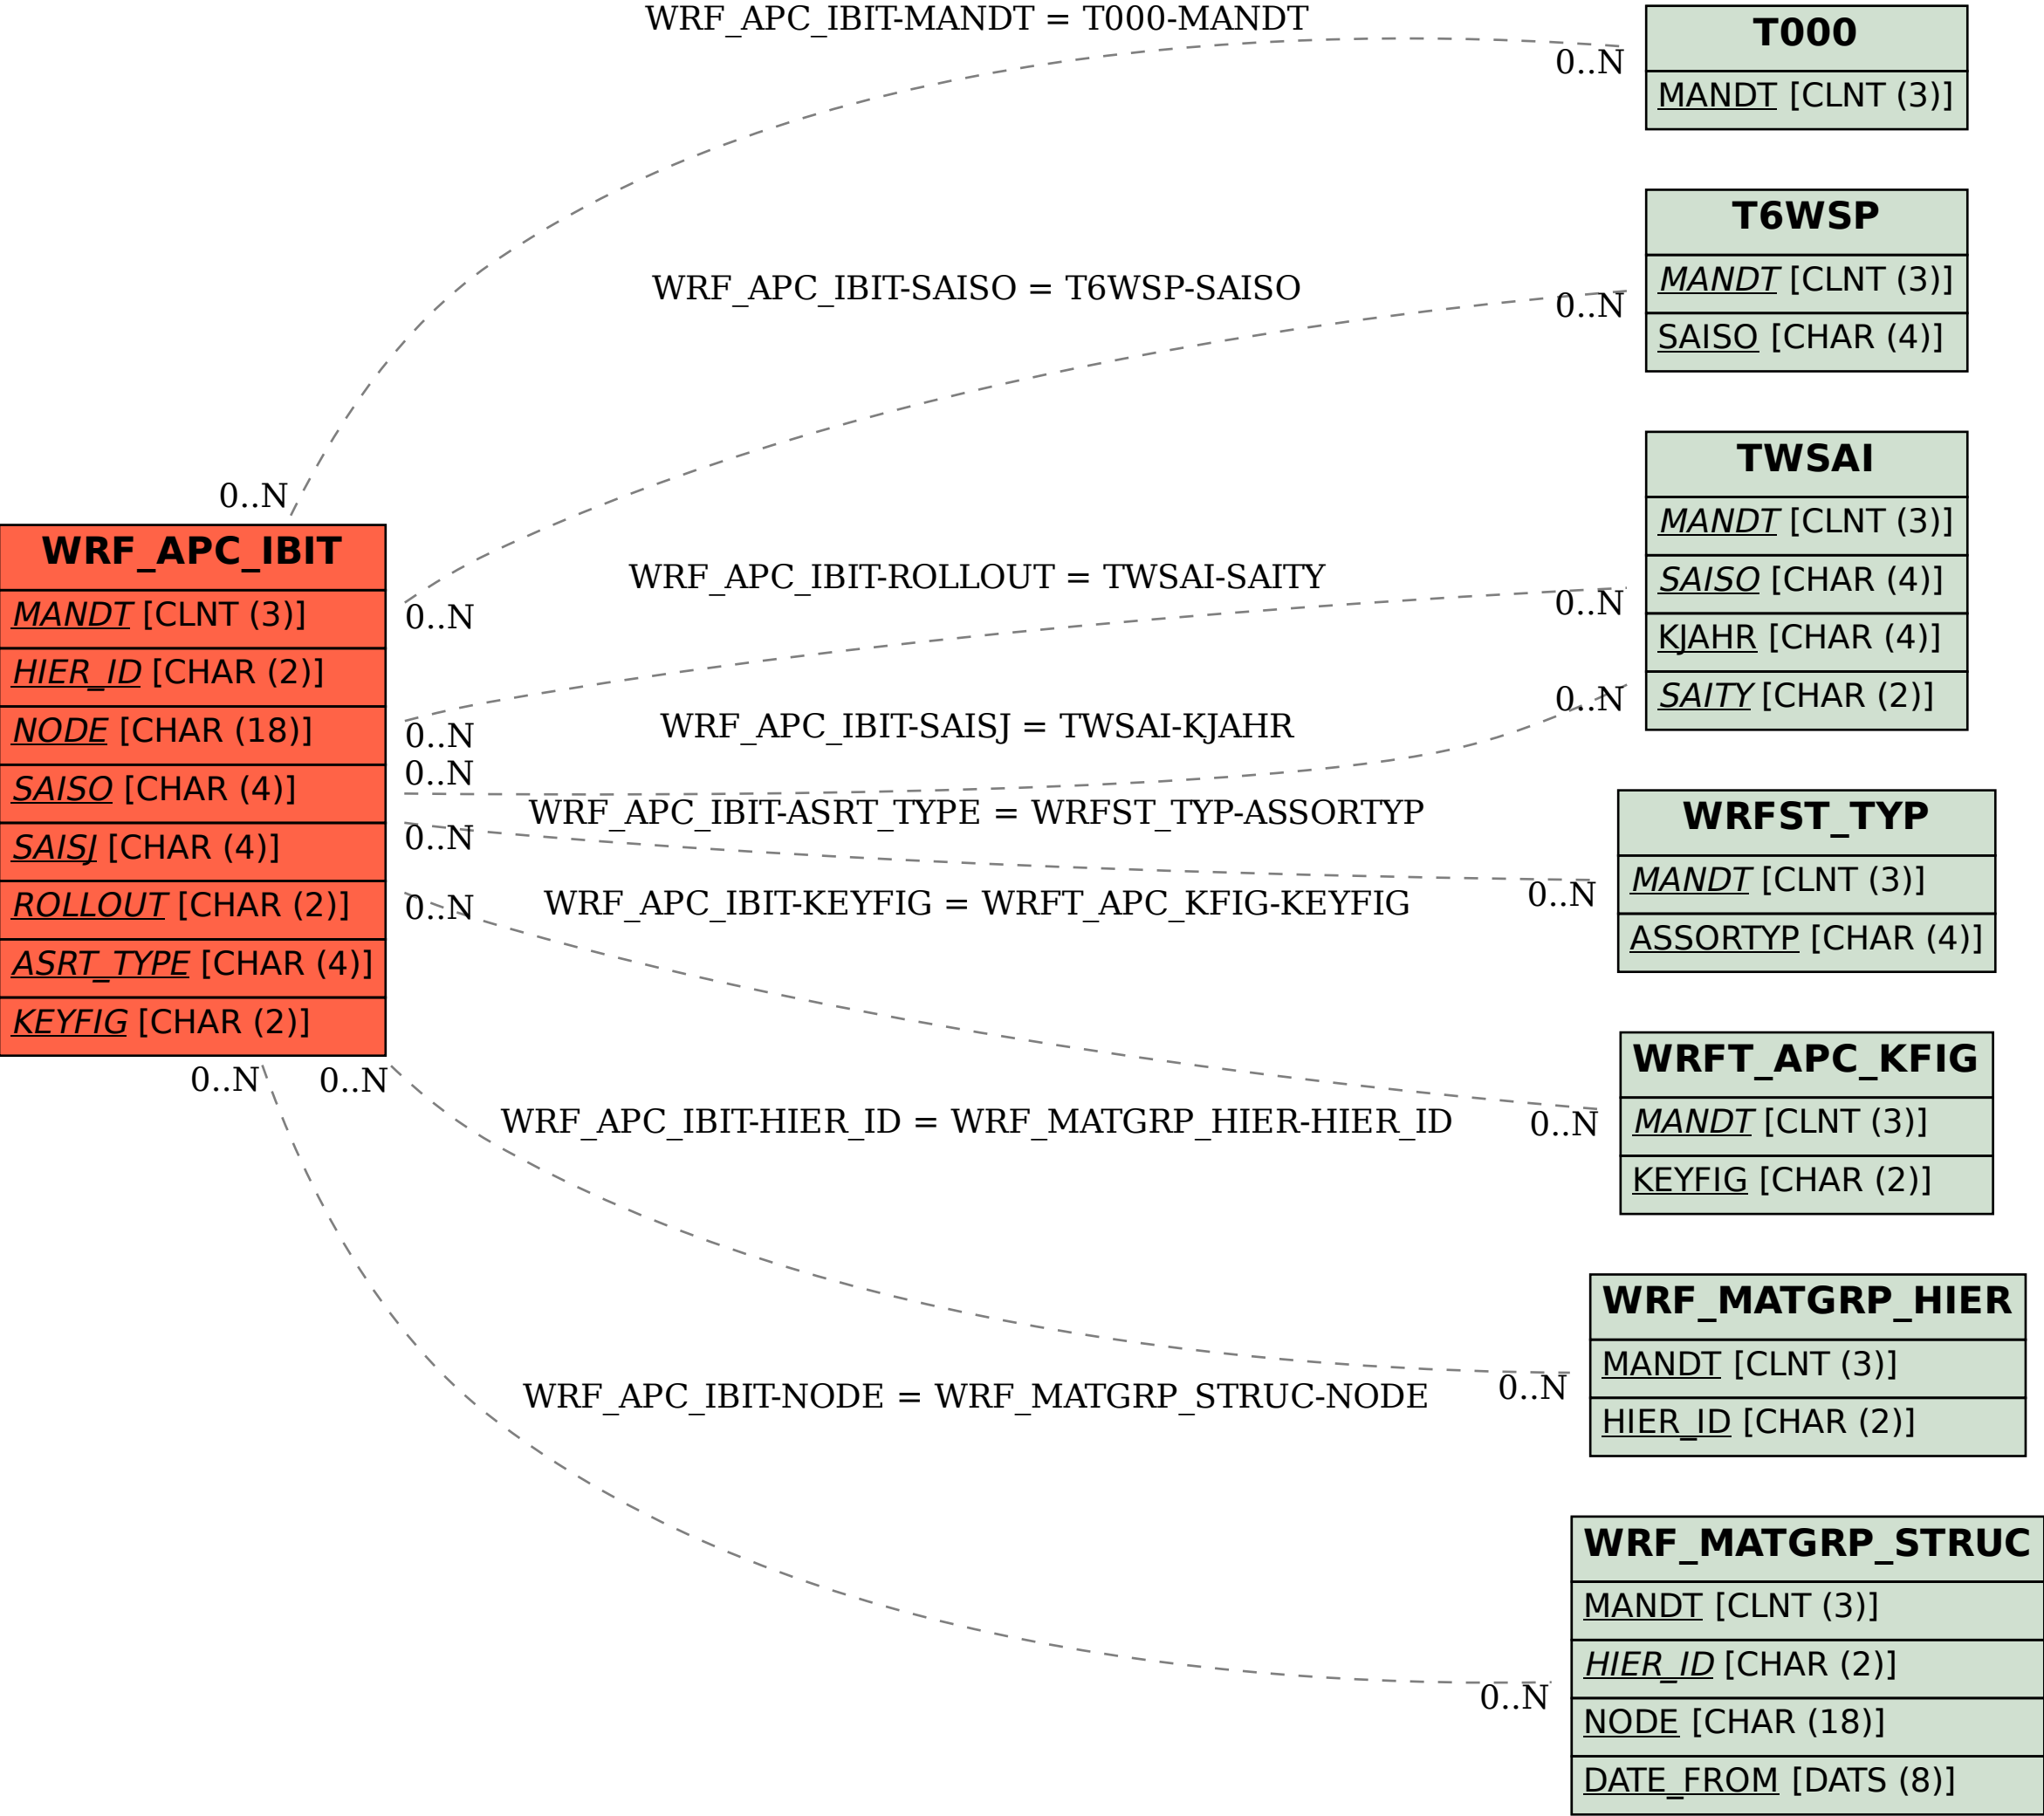 WRF_APC_IBIT-MANDT = T000-MANDT
0..N
T000
MANDT [CLNT (3)]
T6WSP
MANDT [CLNT (3)]
SAISO [CHAR (4)]
WRF_APC_IBIT-SAISO = T6WSP-SAISO
0..N
TWSAI
MANDT [CLNT (3)]
SAISO [CHAR (4)]
KJAHR [CHAR (4)]
SAITY [CHAR (2)]
0..N
WRF_APC_IBIT
MANDT [CLNT (3)]
HIER_ID [CHAR (2)]
NODE [CHAR (18)]
SAISO [CHAR (4)]
SAISJ [CHAR (4)]
ROLLOUT [CHAR (2)]
ASRT_TYPE [CHAR (4)]
KEYFIG [CHAR (2)]
0..N
WRF_APC_IBIT-ROLLOUT = TWSAI-SAITY
0..N
0..N
WRF_APC_IBIT-SAISJ = TWSAI-KJAHR
0..N
0..N
WRF_APC_IBIT-ASRT_TYPE = WRFST_TYP-ASSORTYP
0..N
0..N
WRFST_TYP
MANDT [CLNT (3)]
ASSORTYP [CHAR (4)]
WRF_APC_IBIT-KEYFIG = WRFT_APC_KFIG-KEYFIG
0..N
0..N
WRFT_APC_KFIG
MANDT [CLNT (3)]
KEYFIG [CHAR (2)]
0..N
0..N
WRF_APC_IBIT-HIER_ID = WRF_MATGRP_HIER-HIER_ID
0..N
WRF_MATGRP_HIER
MANDT [CLNT (3)]
HIER_ID [CHAR (2)]
WRF_APC_IBIT-NODE = WRF_MATGRP_STRUC-NODE
0..N
WRF_MATGRP_STRUC
MANDT [CLNT (3)]
HIER_ID [CHAR (2)]
NODE [CHAR (18)]
DATE_FROM [DATS (8)]